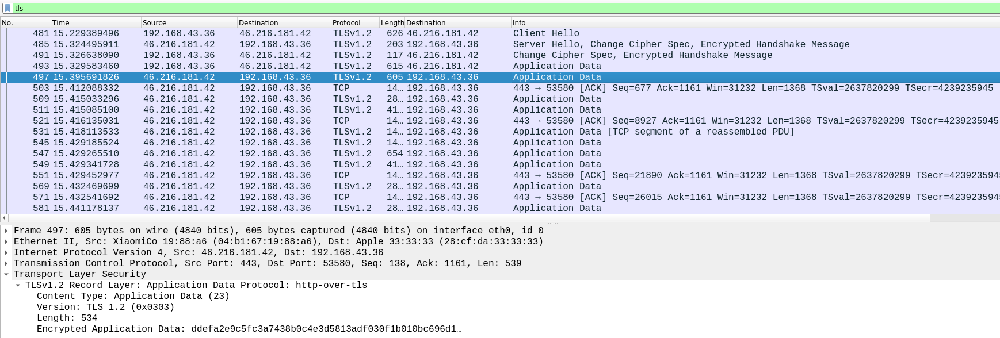 tls
No. Time Source Destination Protocol Length Destination Info
481 15.229389496 192.168.43.36 46.216.181.42 TLSv1.2 626 46.216.181.42 Client Hello
485 15.324495911 46.216.181.42 192.168.43.36 TLSv1.2 203 192.168.43.36 Server Hello, Change Cipher Spec, Encrypted Handshake Message
491 15.326638090 192.168.43.36 46.216.181.42 TLSv1.2 117 46.216.181.42 Change Cipher Spec, Encrypted Handshake Message
493 15.329583460 192.168.43.36 46.216.181.42 TLSv1.2 615 46.216.181.42 Application Data
497 15.395691826 46.216.181.42 192.168.43.36 TLSv1.2 605 192.168.43.36 Application Data
503 15.412088332 46.216.181.42 192.168.43.36 TCP 14… 192.168.43.36 443 → 53580 [ACK] Seq=677 Ack=1161 Win=31232 Len=1368 TSval=2637820299 TSecr=4239235945
509 15.415033296 46.216.181.42 192.168.43.36 TLSv1.2 28… 192.168.43.36 Application Data
511 15.415085100 46.216.181.42 192.168.43.36 TLSv1.2 41… 192.168.43.36 Application Data
521 15.416135031 46.216.181.42 192.168.43.36 TCP 14… 192.168.43.36 443 → 53580 [ACK] Seq=8927 Ack=1161 Win=31232 Len=1368 TSval=2637820299 TSecr=4239235945
531 15.418113533 46.216.181.42 192.168.43.36 TLSv1.2 14… 192.168.43.36 Application Data [TCP segment of a reassembled PDU]
545 15.429185524 46.216.181.42 192.168.43.36 TLSv1.2 14… 192.168.43.36 Application Data
547 15.429265510 46.216.181.42 192.168.43.36 TLSv1.2 654 192.168.43.36 Application Data
549 15.429341728 46.216.181.42 192.168.43.36 TLSv1.2 41… 192.168.43.36 Application Data
551 15.429452977 46.216.181.42 192.168.43.36 TCP 14… 192.168.43.36 443 → 53580 [ACK] Seq=21890 Ack=1161 Win=31232 Len=1368 TSval=2637820299 TSecr=4239235945
569 15.432469699 46.216.181.42 192.168.43.36 TLSv1.2 28… 192.168.43.36 Application Data
571 15.432541692 46.216.181.42 192.168.43.36 TCP 14… 192.168.43.36 443 → 53580 [ACK] Seq=26015 Ack=1161 Win=31232 Len=1368 TSval=2637820299 TSecr=4239235945
581 15.441178137 46.216.181.42 192.168.43.36 TLSv1.2 28… 192.168.43.36 Application Data
Frame 497: 605 bytes on wire (4840 bits), 605 bytes captured (4840 bits) on interface eth0, id 0
Ethernet II, Src: XiaomiCo_19:88:a6 (04:b1:67:19:88:a6), Dst: Apple_33:33:33 (28:cf:da:33:33:33)
Internet Protocol Version 4, Src: 46.216.181.42, Dst: 192.168.43.36
Transmission Control Protocol, Src Port: 443, Dst Port: 53580, Seq: 138, Ack: 1161, Len: 539
Transport Layer Security
TLSv1.2 Record Layer: Application Data Protocol: http-over-tls
Content Type: Application Data (23)
Version: TLS 1.2 (0x0303)
Length: 534
Encrypted Application Data: ddefa2e9c5fc3a7438b0c4e3d5813adf030f1b010bc696d1…